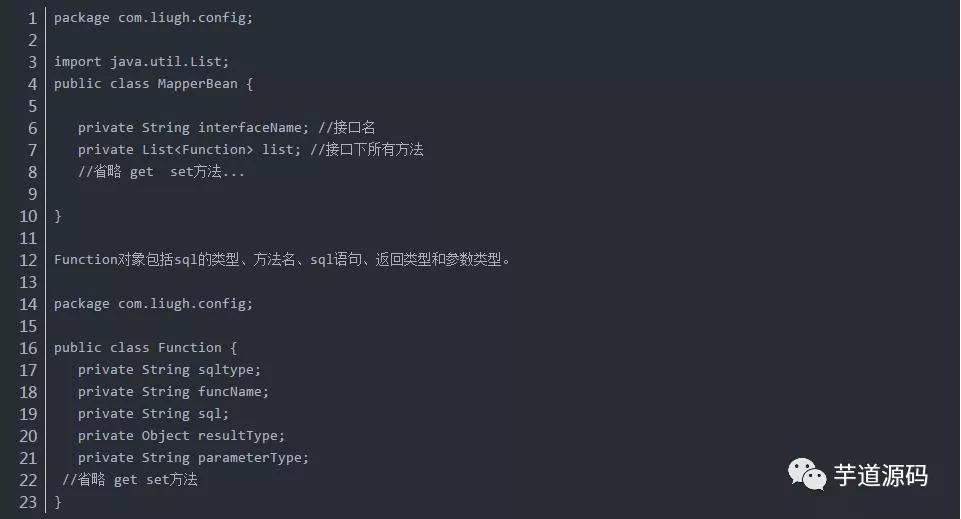 1 package com.liugh.config;
2
3 import java.util.List;
4 public class MapperBean {
5
6 private String interfaceName; //接口名
7 private List<Function> list; //接口下所有方法
8 //省略 get  set方法...
9
10 }
11
12 Function对象包括sql的类型、方法名、sql语句、返回类型和参数类型。
13
14 package com.liugh.config;
15
16 public class Function {
17 private String sqltype;
18 private String funcName;
19 private String sql;
20 private Object resultType;
21 private String parameterType;
22 //省略 get set方法
23 }
芋道源码